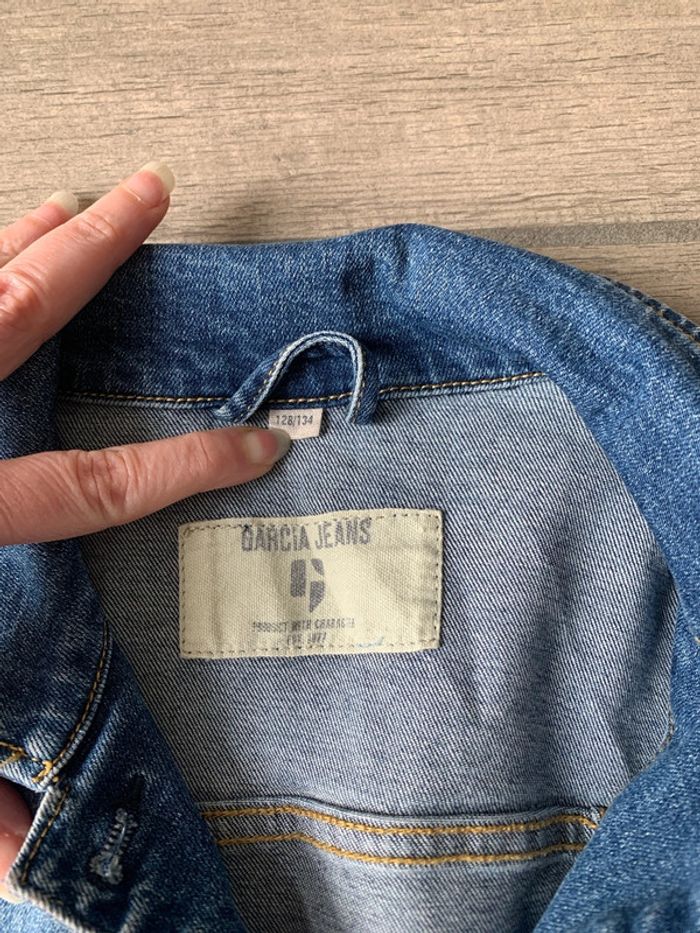 128/134
GARCIA JEANS
PRODUCT WITH CHARACTER
EST. 1977